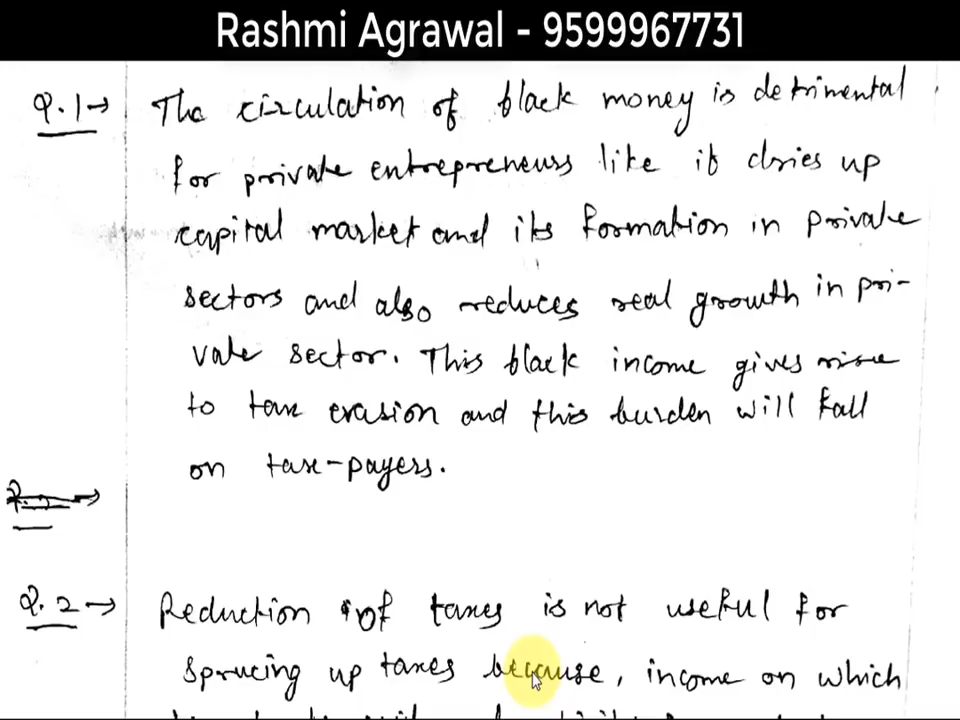 Rashmi Agrawal - 9599967731
Q.1→ The circulation of black money is detrimental
for private entrepreneuss like it dries up
capital market and its formation in private
sectors and also reduces real growth in pri-
vate sector. This black income gives rise
to tax evasion and this burden will fall
on tax-payers.
Q.2→ Reduction of taxes is not useful for
sprucing up taxes because, income on which